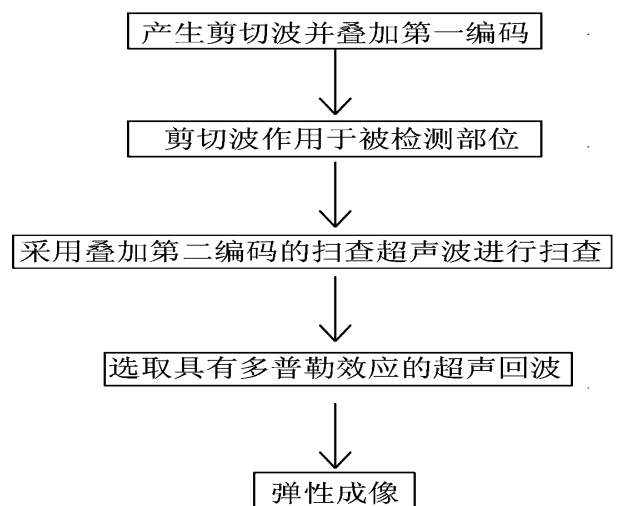 产生剪切波并叠加第一编码
剪切波作用于被检测部位
采用叠加第二编码的扫查超声波进行扫查
选取具有多普勒效应的超声回波
弹性成像